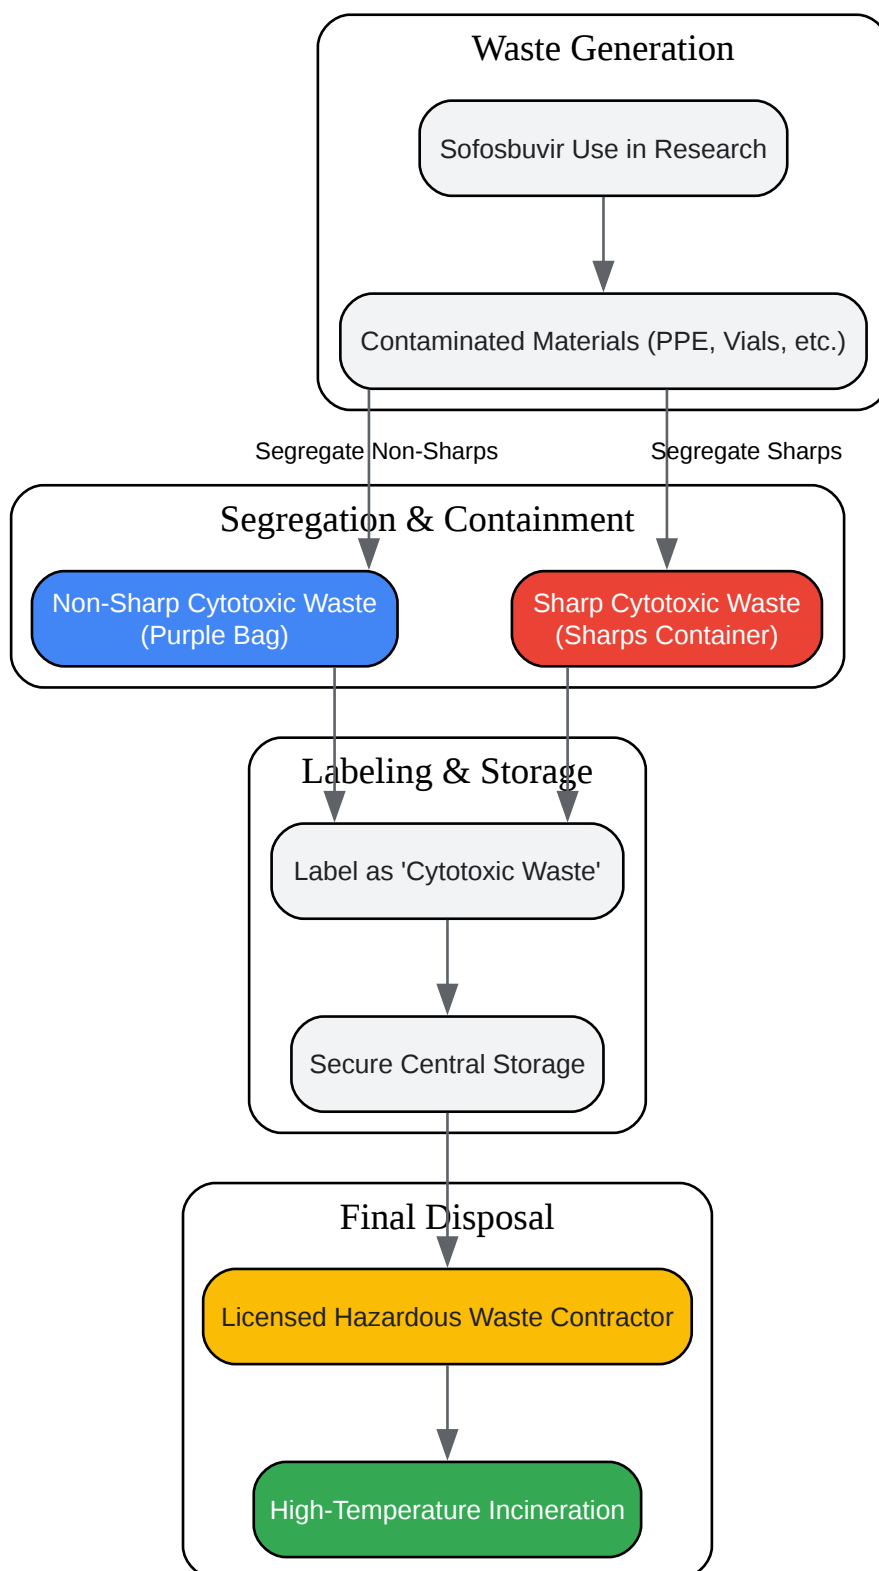 Waste Generation
Sofosbuvir Use in Research
Contaminated Materials (PPE, Vials, etc.)
Segregate Non-Sharps
Segregate Sharps
Segregation & Containment
Non-Sharp Cytotoxic Waste
(Purple Bag)
Sharp Cytotoxic Waste
(Sharps Container)
Labeling & Storage
Label as 'Cytotoxic Waste'
Secure Central Storage
Final Disposal
Licensed Hazardous Waste Contractor
High-Temperature Incineration